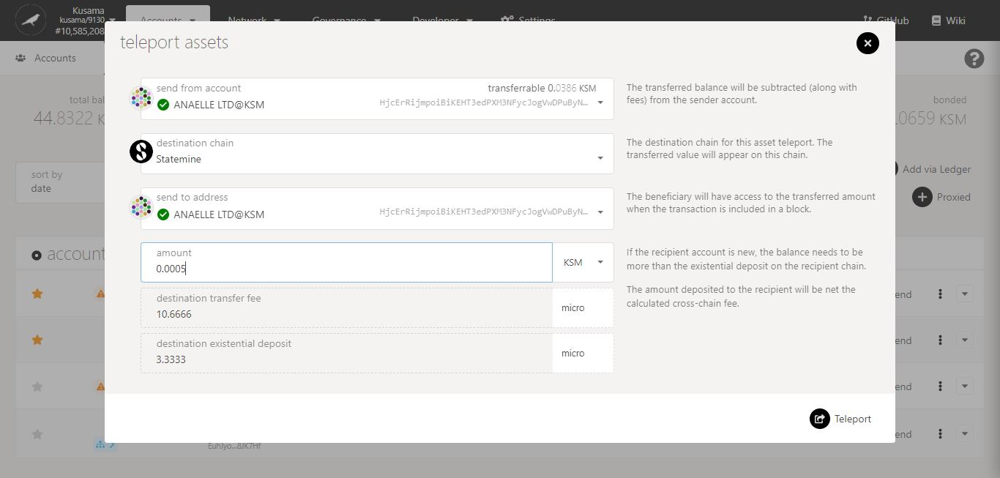 Kusama
kusama/9130
#10,585,208
Accounts
Network
Governance
Developer
Settings
GitHub
Wiki
Accounts
total bal
44.8322 K
bonded
.0659 KSM
sort by
date
Add via Ledger
Proxied
account
teleport assets
send from account
transferrable 0.0386 KSM
ANAELLE LTD@KSM
HjcErRijmpoiBiKEHT3edPXM3NFycJogVwDPuByN…
The transferred balance will be subtracted (along with
fees) from the sender account.
destination chain
Statemine
The destination chain for this asset teleport. The
transferred value will appear on this chain.
send to address
ANAELLE LTD@KSM
HjcErRijmpoiBiKEHT3edPXM3NFycJogVwDPuByN…
The beneficiary will have access to the transferred amount
when the transaction is included in a block.
amount
0.0005
KSM
If the recipient account is new, the balance needs to be
more than the existential deposit on the recipient chain.
The amount deposited to the recipient will be net the
calculated cross-chain fee.
destination transfer fee
10.6666
micro
destination existential deposit
3.3333
micro
Teleport
end
end
end
end
EuhJyo...8JK7Hf